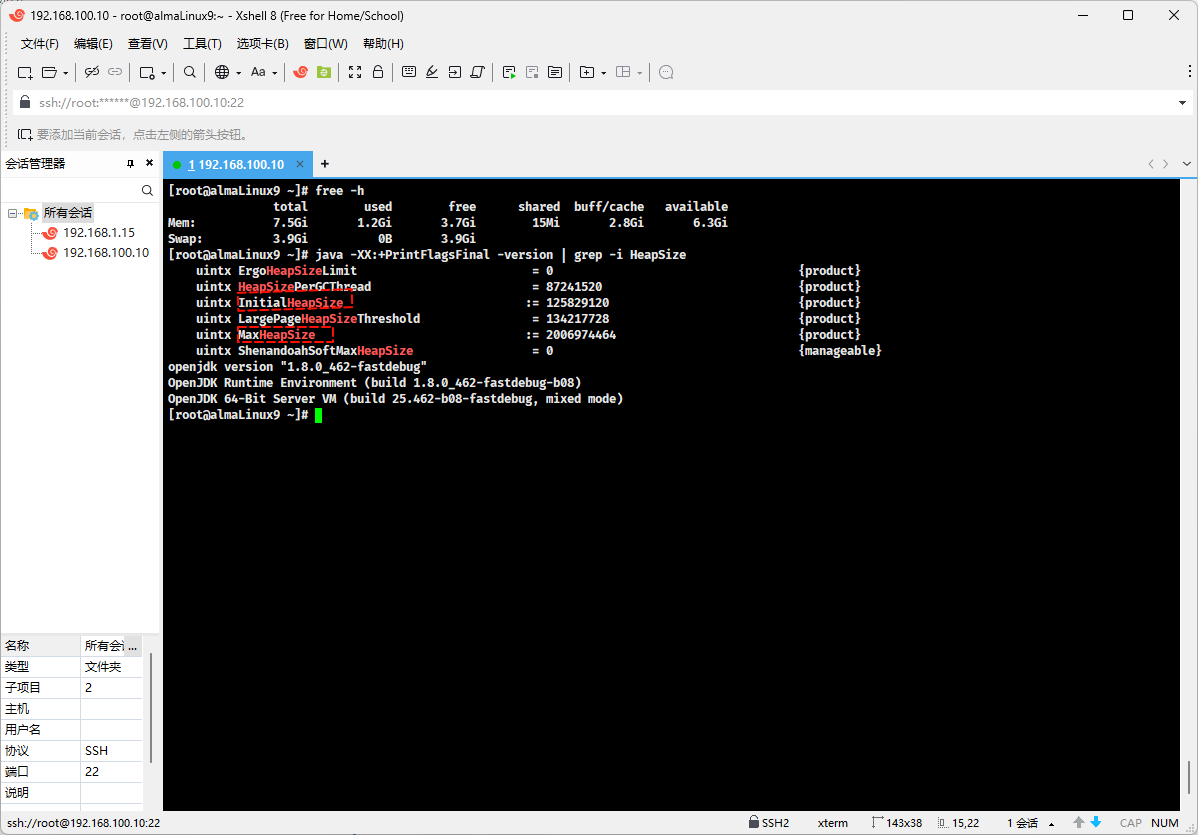 192.168.100.10 - root@almaLinux9:~ - Xshell 8 (Free for Home/School)
文件(F) 编辑(E) 查看(V) 工具(T) 选项卡(B) 窗口(W) 帮助(H)
Aa
ssh://root:******@192.168.100.10:22
要添加当前会话，点击左侧的箭头按钮。
会话管理器
1 192.168.100.10
所有会话
192.168.1.15
192.168.100.10
[root@almaLinux9 ~]# free -h
total used free shared buff/cache available
Mem: 7.5Gi 1.2Gi 3.7Gi 15Mi 2.8Gi 6.3Gi
Swap: 3.9Gi 0B 3.9Gi
[root@almaLinux9 ~]# java -XX:+PrintFlagsFinal -version | grep -i HeapSize
uintx ErgoHeapSizeLimit = 0 {product}
uintx HeapSizePerGCThread = 87241520 {product}
uintx InitialHeapSize := 125829120 {product}
uintx LargePageHeapSizeThreshold = 134217728 {product}
uintx MaxHeapSize := 2006974464 {product}
uintx ShenandoahSoftMaxHeapSize = 0 {manageable}
openjdk version "1.8.0_462-fastdebug"
OpenJDK Runtime Environment (build 1.8.0_462-fastdebug-b08)
OpenJDK 64-Bit Server VM (build 25.462-b08-fastdebug, mixed mode)
[root@almaLinux9 ~]#
名称 所有会 ...
类型 文件夹
子项目 2
主机
用户名
协议 SSH
端口 22
说明
ssh://root@192.168.100.10:22 SSH2 xterm 143x38 15,22 1 会话 CAP NUM